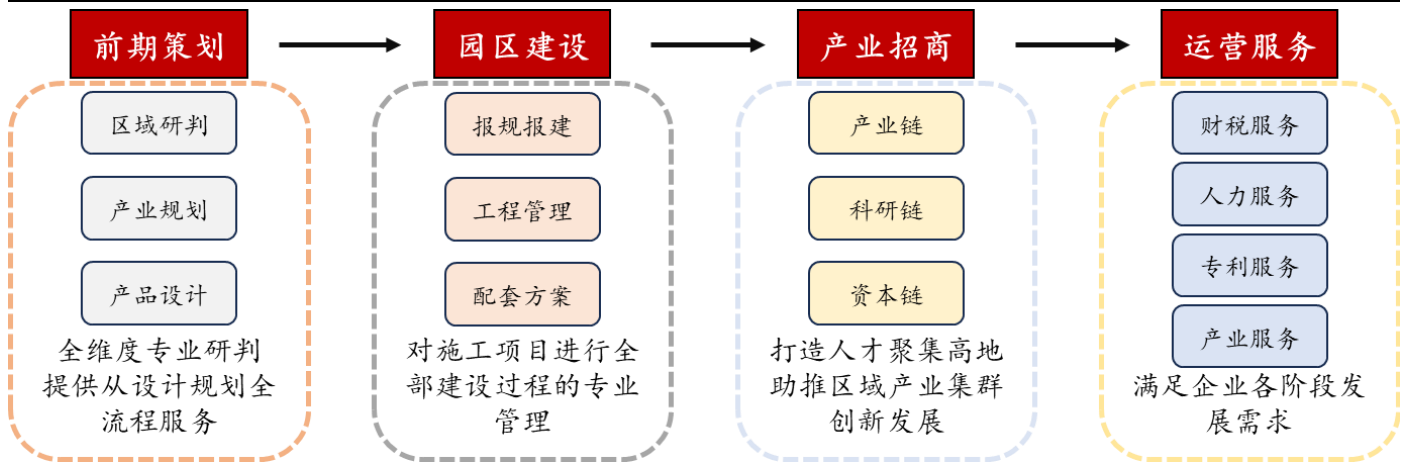 前期策划
园区建设
产业招商
运营服务
区域研判
产业规划
产品设计
全维度专业研判
提供从设计规划全
流程服务
报规报建
工程管理
配套方案
对施工项目进行全
部建设过程的专业
管理
产业链
科研链
资本链
打造人才聚集高地
助推区域产业集群
创新发展
财税服务
人力服务
专利服务
产业服务
满足企业各阶段发
展需求